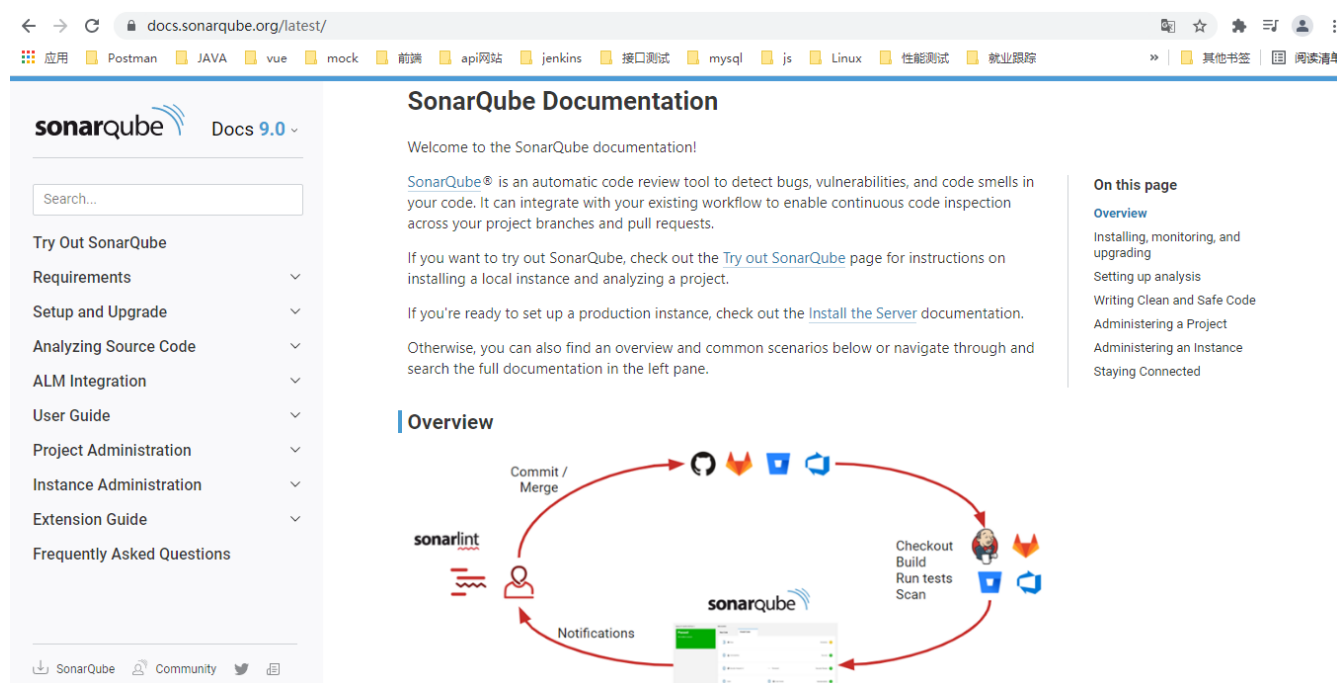 docs.sonarqube.org/latest/
应用 Postman JAVA vue mock 前端 api网站 jenkins 接口测试 mysql js Linux 性能测试 就业跟踪 » 其他书签 阅读清单
sonarqube Docs 9.0
Search...
Try Out SonarQube
Requirements
Setup and Upgrade
Analyzing Source Code
ALM Integration
User Guide
Project Administration
Instance Administration
Extension Guide
Frequently Asked Questions
SonarQube Community
SonarQube Documentation
Welcome to the SonarQube documentation!
SonarQube® is an automatic code review tool to detect bugs, vulnerabilities, and code smells in
your code. It can integrate with your existing workflow to enable continuous code inspection
across your project branches and pull requests.
If you want to try out SonarQube, check out the Try out SonarQube page for instructions on
installing a local instance and analyzing a project.
If you're ready to set up a production instance, check out the Install the Server documentation.
Otherwise, you can also find an overview and common scenarios below or navigate through and
search the full documentation in the left pane.
Overview
Commit /
Merge
sonarlint
Checkout
Build
Run tests
Scan
sonarqube
Notifications
On this page
Overview
Installing, monitoring, and
upgrading
Setting up analysis
Writing Clean and Safe Code
Administering a Project
Administering an Instance
Staying Connected